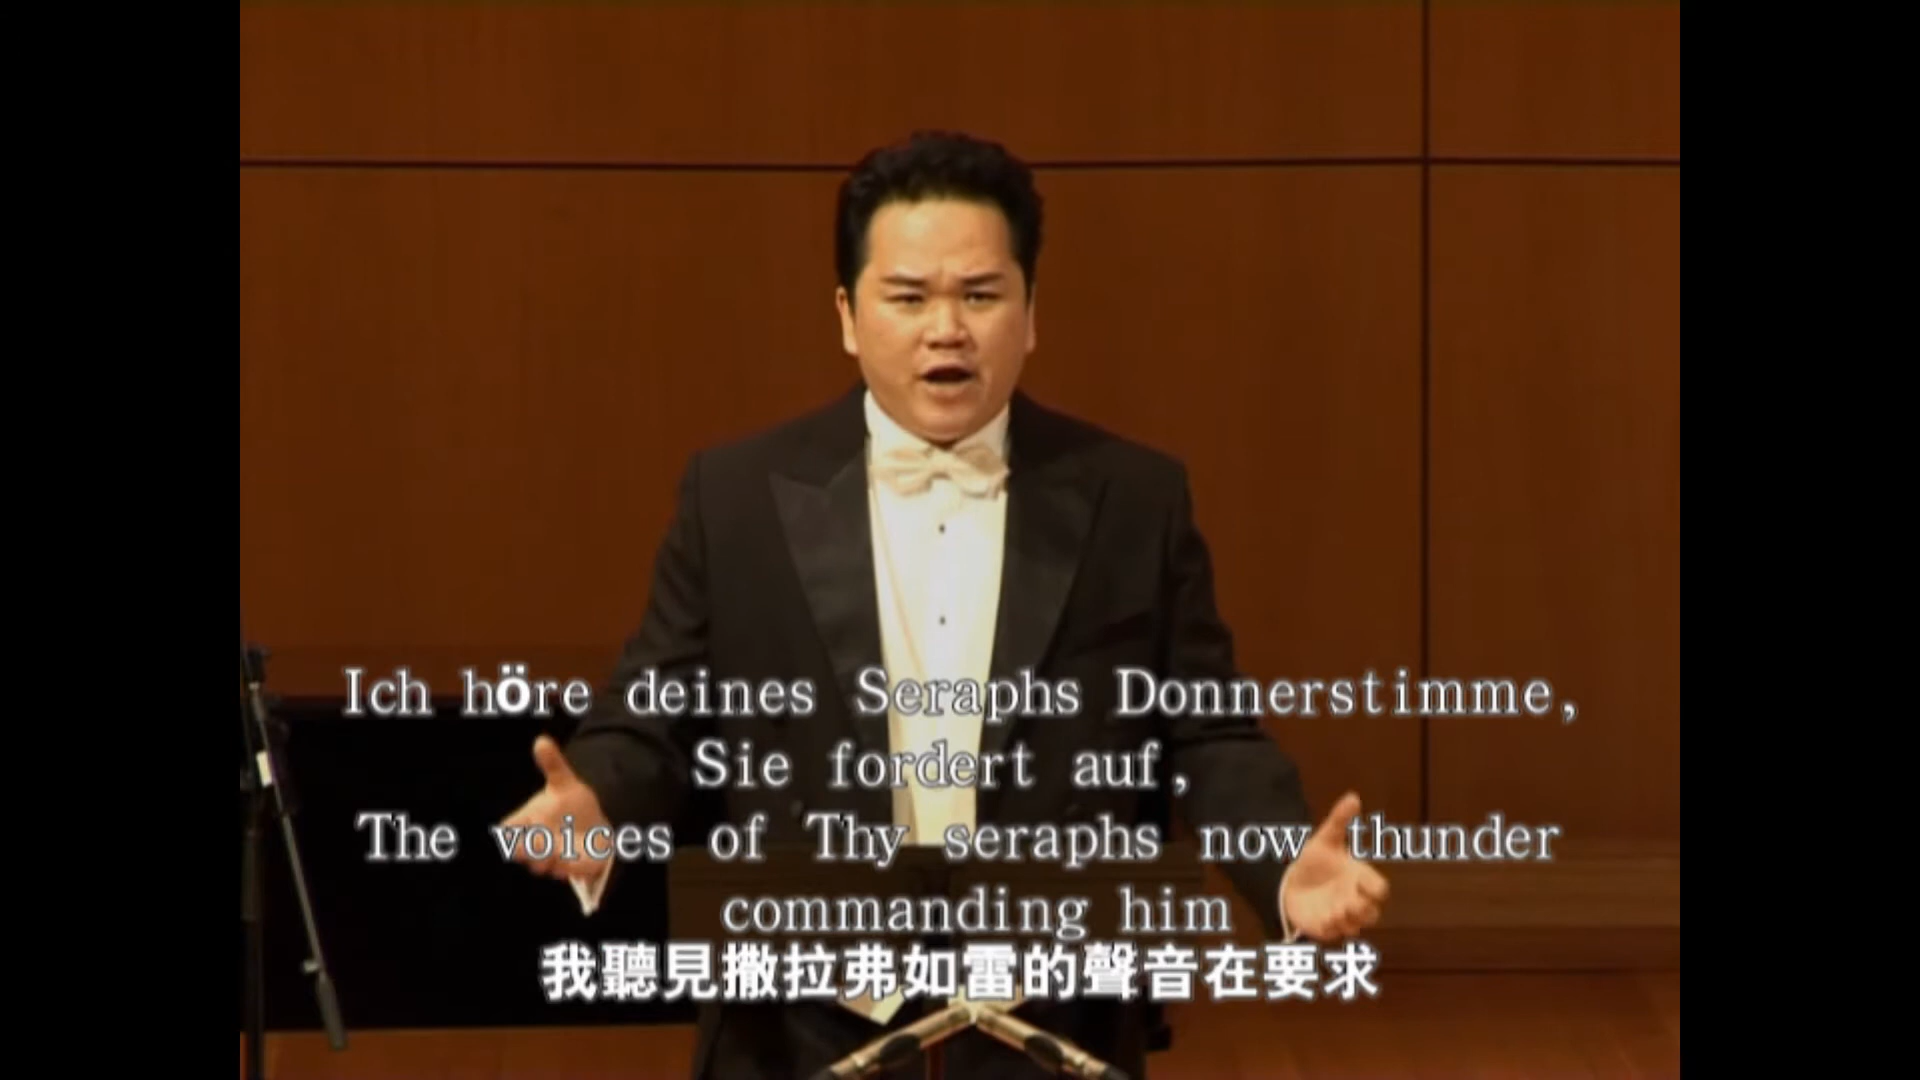 Ich höre deines Seraphs Donnerstimme,
Sie fordert auf,
The voices of Thy seraphs now thunder
commanding him
我聽見撒拉弗如雷的聲音在要求